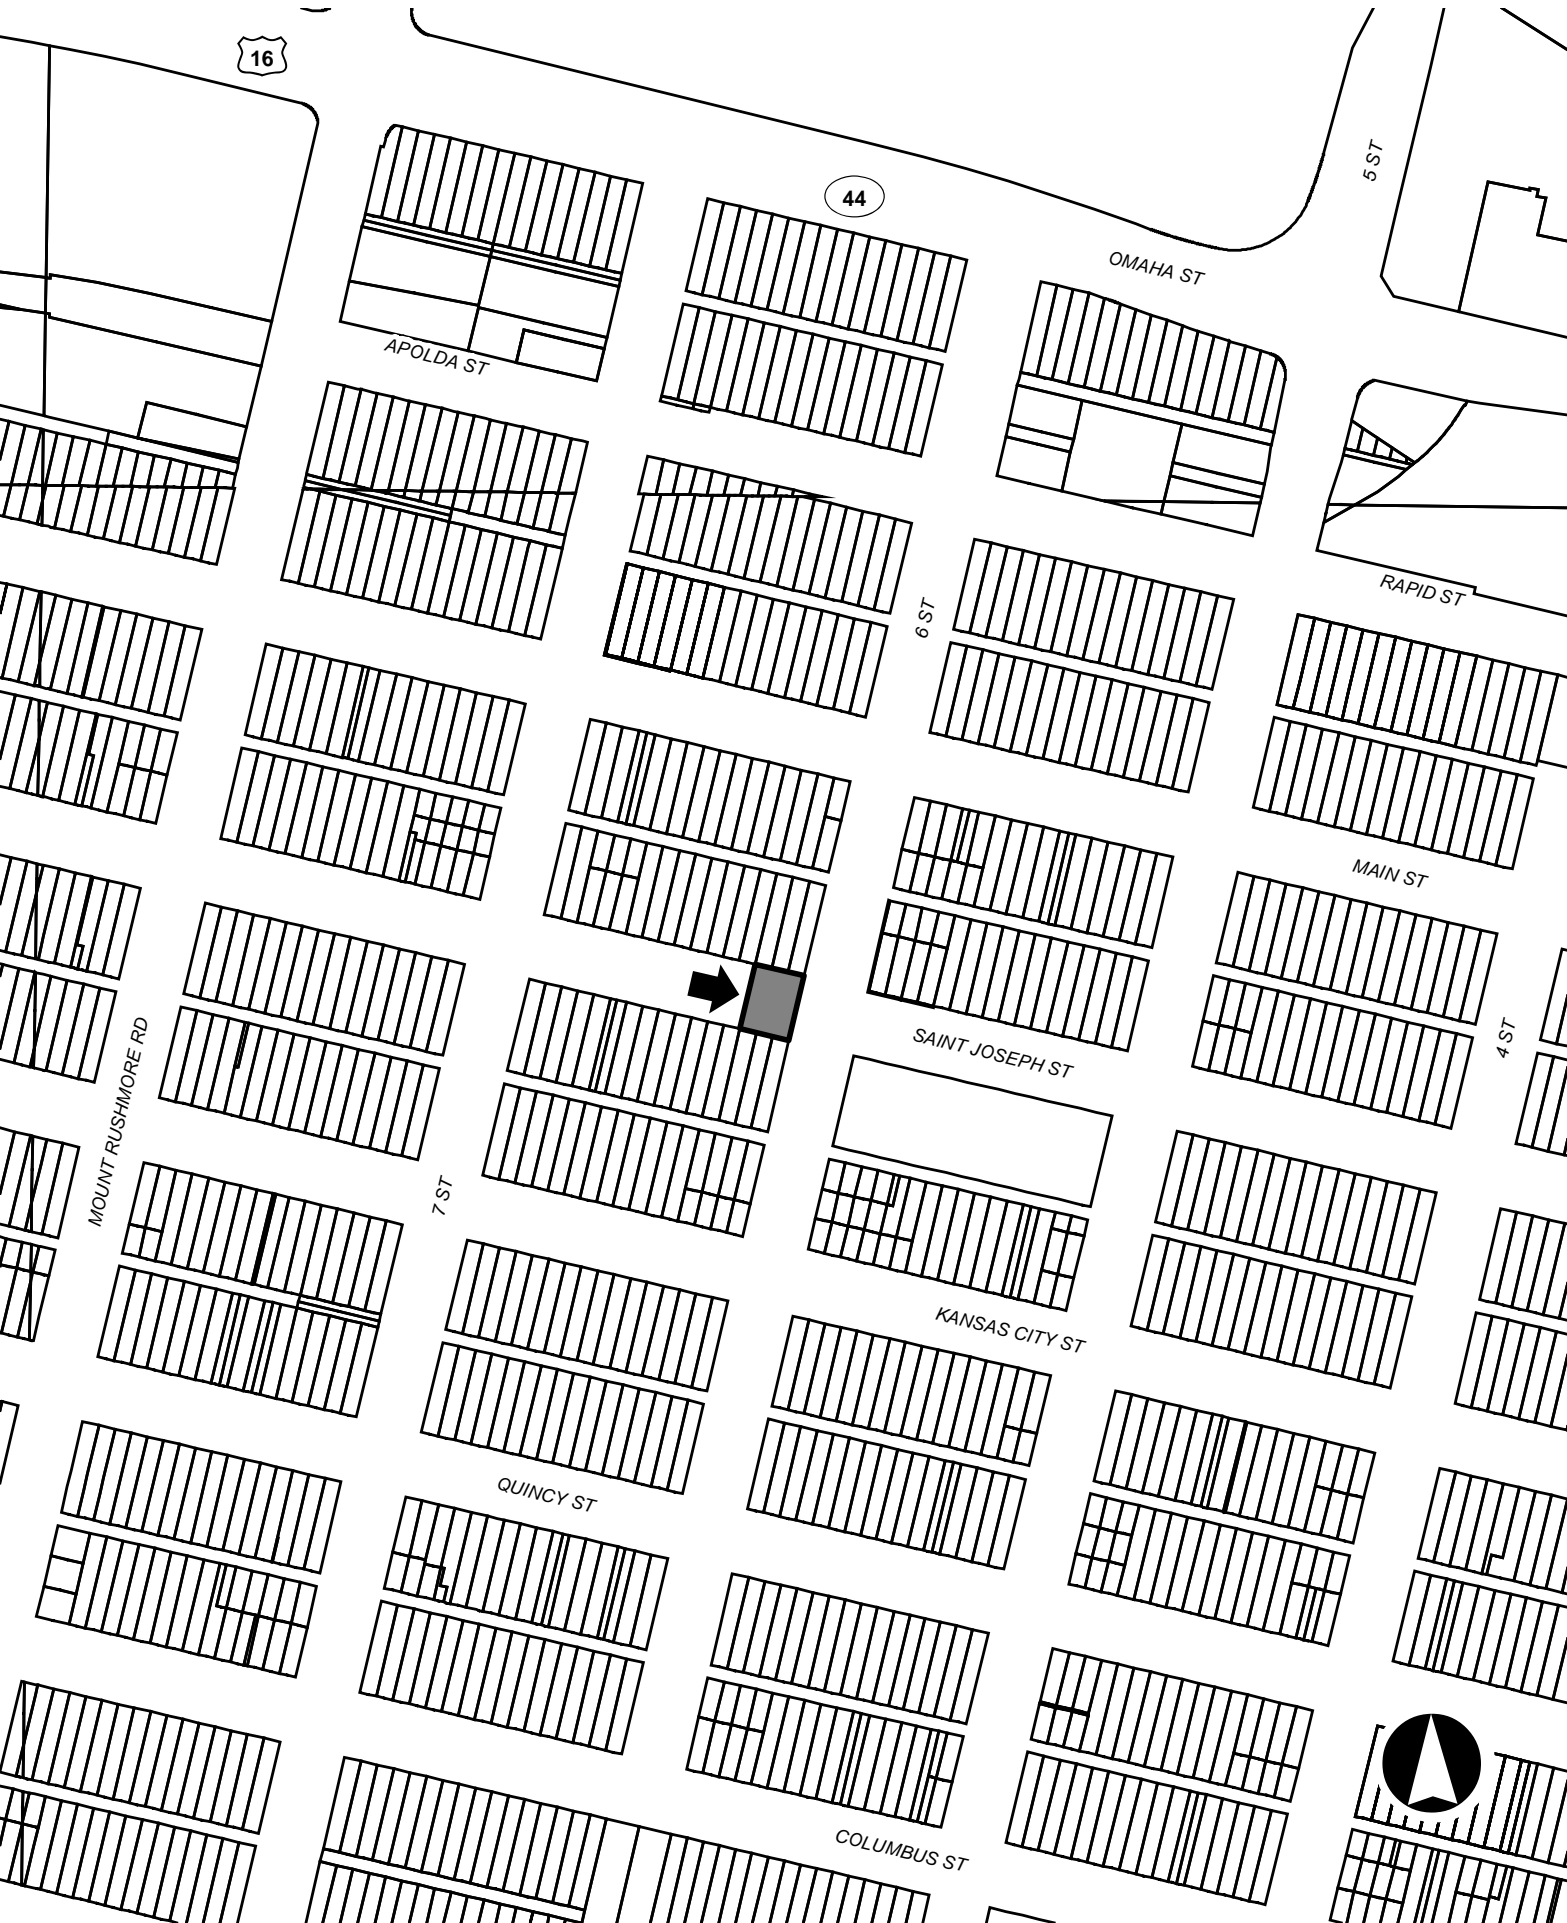 16
5 ST
44
OMAHA ST
APOLDA ST
RAPID ST
6 ST
MAIN ST
SAINT JOSEPH ST
4 ST
MOUNT RUSHMORE RD
7 ST
KANSAS CITY ST
QUINCY ST
COLUMBUS ST